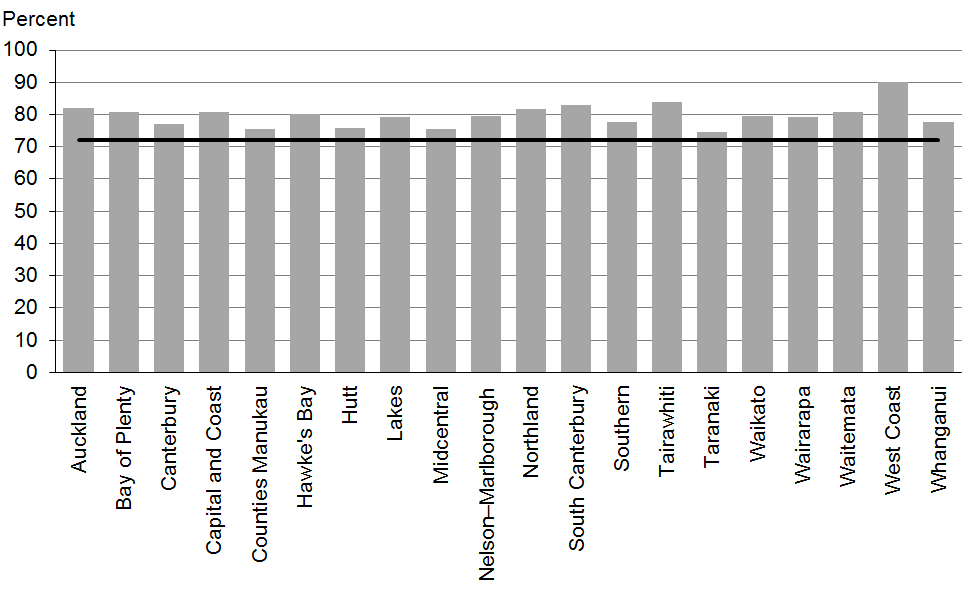 Percent
100
90
80
70
60
50
40
30
20
10
0
Auckland
Bay of Plenty
Canterbury
Capital and Coast
Counties Manukau
Hawke's Bay
Hutt
Lakes
Midcentral
Nelson–Marlborough
Northland
South Canterbury
Southern
Tairawhiti
Taranaki
Waikato
Wairarapa
Waitemata
West Coast
Whanganui